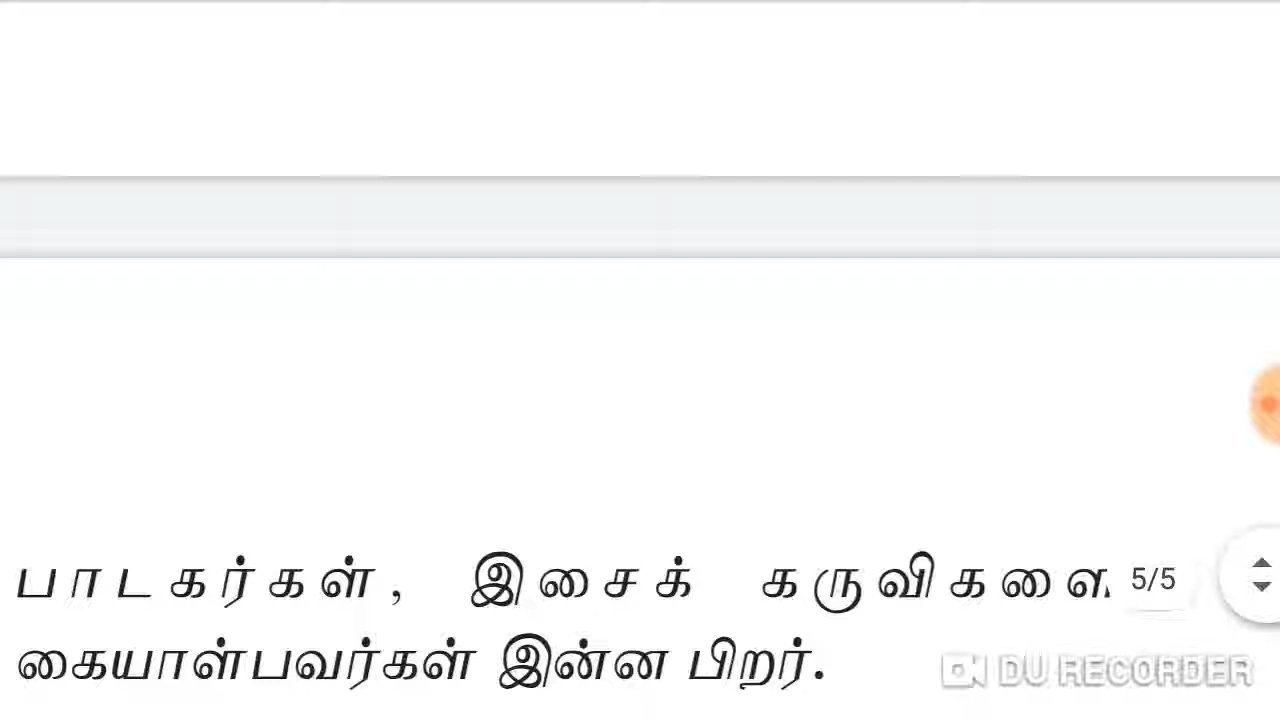 பாடகர்கள், இசைக் கருவிகளை 5/5
கையாள்பவர்கள் இன்ன பிறர்.
DU RECORDER